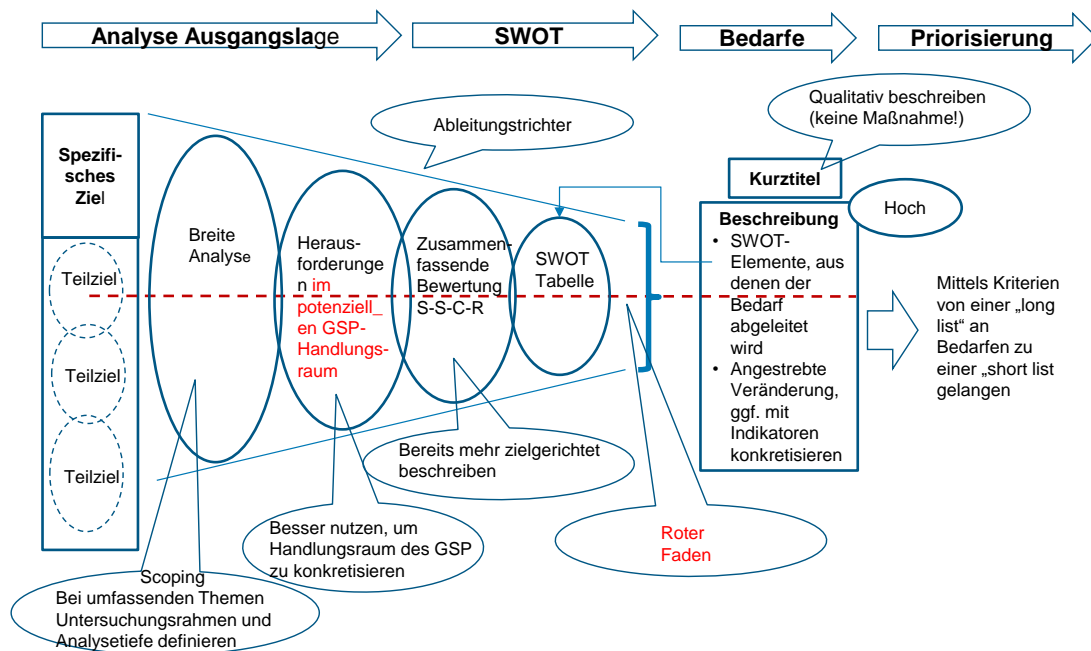 Analyse Ausgangslage
SWOT
Bedarfe
Priorisierung
Qualitativ beschreiben
(keine Maßnahme!)
Ableitungstrichter
Spezifi-
sches
Ziel
Kurztitel
Hoch
Breite
Analyse
Heraus-
forderunge
n im
potenziell_
en GSP-
Handlungs-
raum
Zusammen-
fassende
Bewertung
S-S-C-R
SWOT
Tabelle
Beschreibung
• SWOT-
Elemente, aus
denen der
Bedarf
abgeleitet
wird
• Angestrebte
Veränderung,
ggf. mit
Indikatoren
konkretisieren
Mittels Kriterien
von einer „long
list“ an
Bedarfen zu
einer „short list
gelangen
Teilziel
Teilziel
Teilziel
Bereits mehr zielgerichtet
beschreiben
Besser nutzen, um
Handlungsraum des GSP
zu konkretisieren
Roter
Faden
Scoping
Bei umfassenden Themen
Untersuchungsrahmen und
Analysetiefe definieren